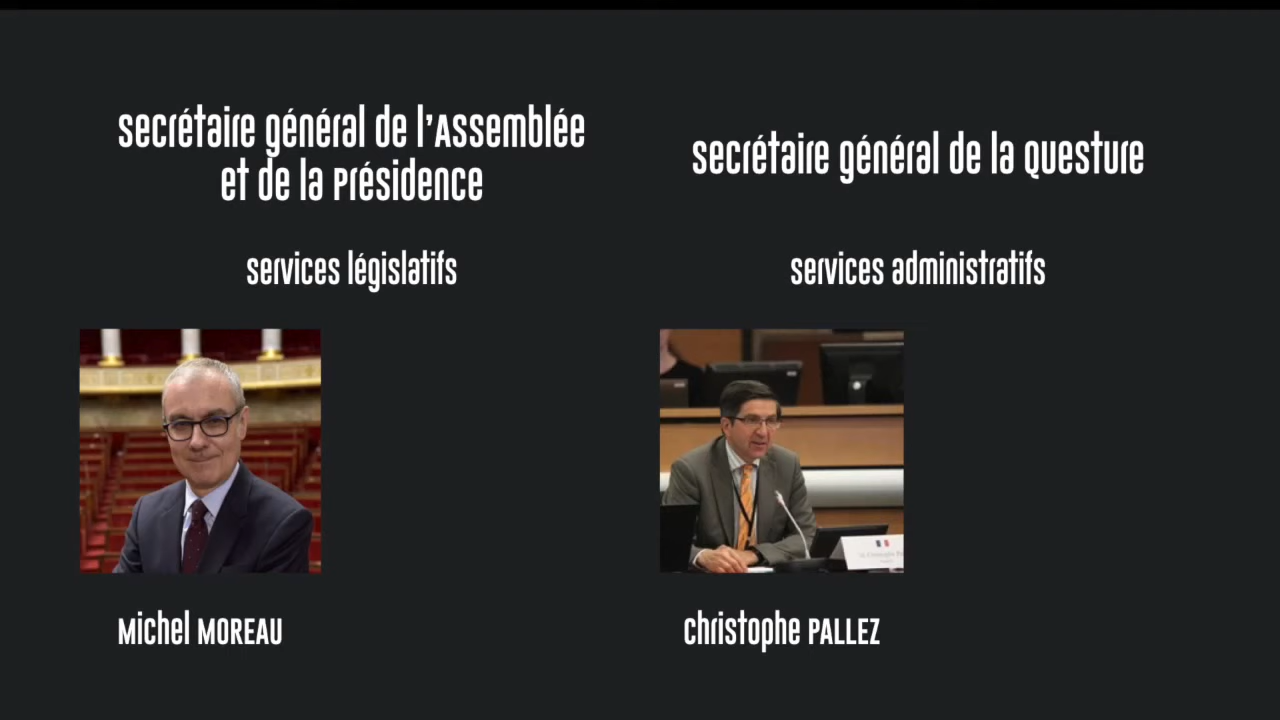 secrétaire général de l'Assemblée
et de la Présidence
services législatifs
Michel MOREAU
secrétaire général de la Questure
services administratifs
christophe PALLEZ